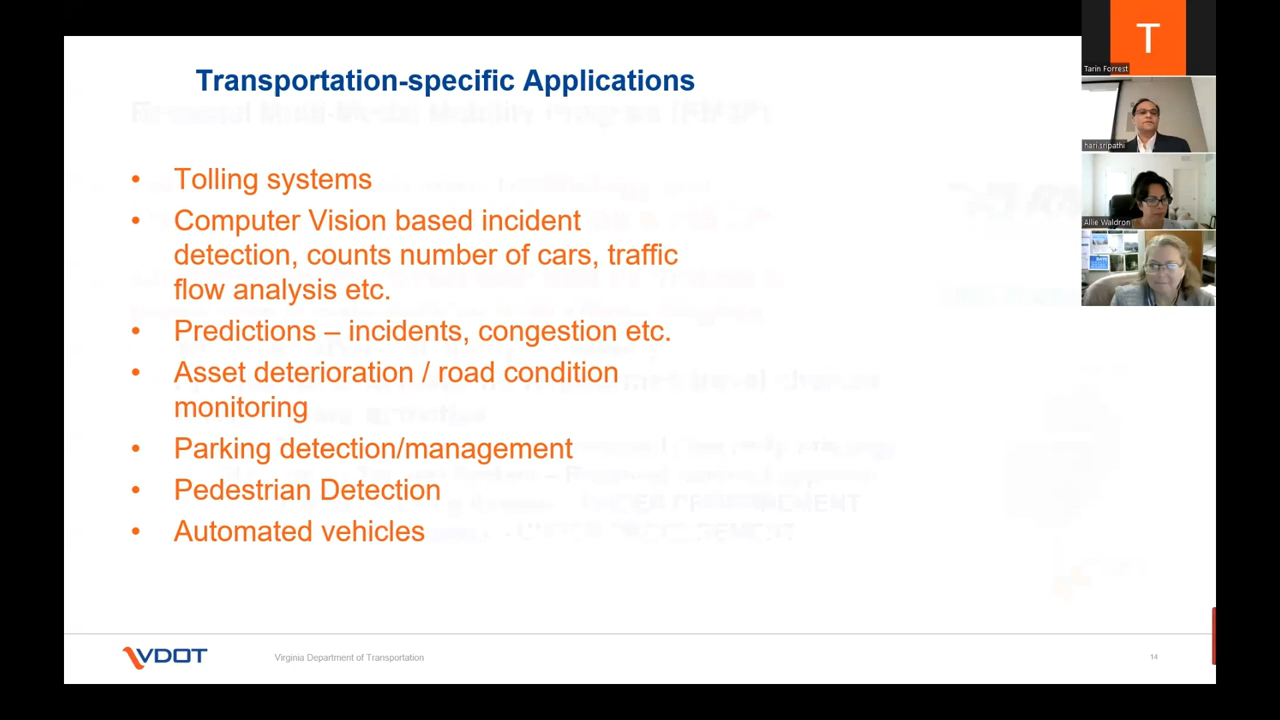 Transportation-specific Applications
• Tolling systems
• Computer Vision based incident
detection, counts number of cars, traffic
flow analysis etc.
• Predictions – incidents, congestion etc.
• Asset deterioration / road condition
monitoring
• Parking detection/management
• Pedestrian Detection
• Automated vehicles
VDOT
Virginia Department of Transportation
14
T
Tarin Forrest
hari.sripathi
Allie Waldron